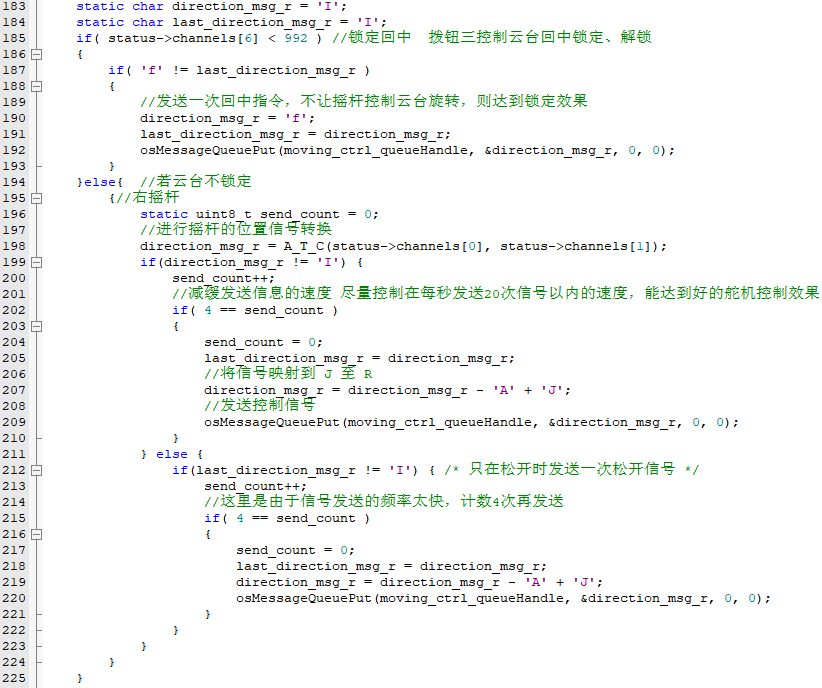 183 static char direction_msg_r = 'I';
184 static char last_direction_msg_r = 'I';
185 if( status->channels[6] < 992 ) //锁定回中 拨钮三控制云台回中锁定、解锁
186 {
187 if( 'f' != last_direction_msg_r )
188 {
189 //发送一次回中指令，不让摇杆控制云台旋转，则达到锁定效果
190 direction_msg_r = 'f';
191 last_direction_msg_r = direction_msg_r;
192 osMessageQueuePut(moving_ctrl_queueHandle, &direction_msg_r, 0, 0);
193 }
194 }else{ //若云台不锁定
195 {//右摇杆
196 static uint8_t send_count = 0;
197 //进行摇杆的位置信号转换
198 direction_msg_r = A_T_C(status->channels[0], status->channels[1]);
199 if(direction_msg_r != 'I') {
200 send_count++;
201 //减缓发送信息的速度 尽量控制在每秒发送20次信号以内的速度，能达到好的舵机控制效果
202 if( 4 == send_count )
203 {
204 send_count = 0;
205 last_direction_msg_r = direction_msg_r;
206 //将信号映射到 J 至 R
207 direction_msg_r = direction_msg_r - 'A' + 'J';
208 //发送控制信号
209 osMessageQueuePut(moving_ctrl_queueHandle, &direction_msg_r, 0, 0);
210 }
211 } else {
212 if(last_direction_msg_r != 'I') { /* 只在松开时发送一次松开信号 */
213 send_count++;
214 //这里是由于信号发送的频率太快，计数4次再发送
215 if( 4 == send_count )
216 {
217 send_count = 0;
218 last_direction_msg_r = direction_msg_r;
219 direction_msg_r = direction_msg_r - 'A' + 'J';
220 osMessageQueuePut(moving_ctrl_queueHandle, &direction_msg_r, 0, 0);
221 }
222 }
223 }
224 }
225 }